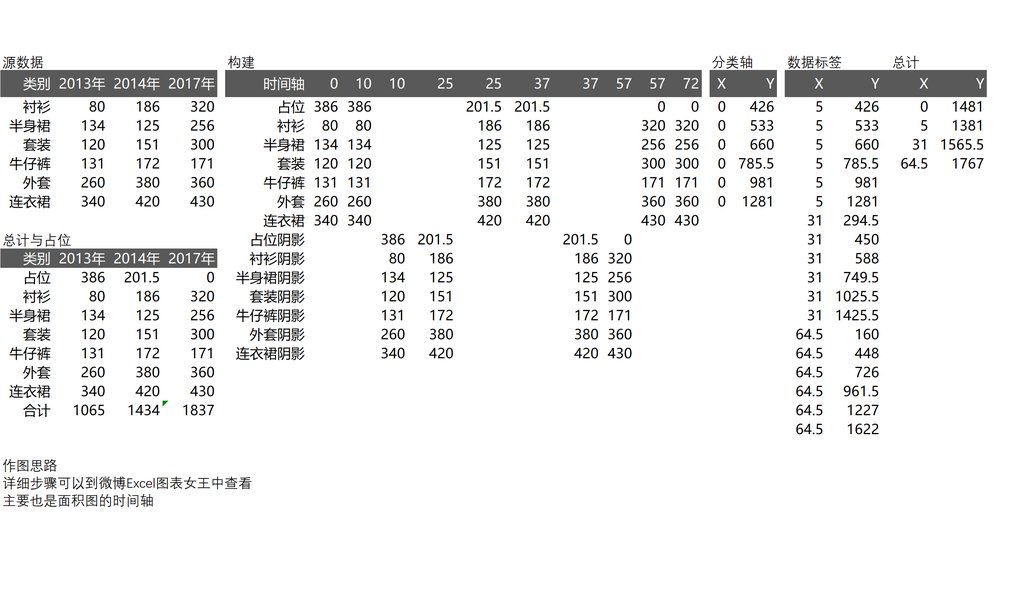 源数据 构建 分类轴 数据标签 总计
类别 2013年 2014年 2017年 时间轴 0 10 10 25 25 37 37 57 57 72 X Y X Y X Y
衬衫 80 186 320 占位 386 386 201.5 201.5 0 0 0 426 5 426 0 1481
半身裙 134 125 256 衬衫 80 80 186 186 320 320 0 533 5 533 5 1381
套装 120 151 300 半身裙 134 134 125 125 256 256 0 660 5 660 31 1565.5
牛仔裤 131 172 171 套装 120 120 151 151 300 300 0 785.5 5 785.5 64.5 1767
外套 260 380 360 牛仔裤 131 131 172 172 171 171 0 981 5 981
连衣裙 340 420 430 外套 260 260 380 380 360 360 0 1281 5 1281
连衣裙 340 340 420 420 430 430 31 294.5
总计与占位 占位阴影 386 201.5 201.5 0 31 450
类别 2013年 2014年 2017年 衬衫阴影 80 186 186 320 31 588
占位 386 201.5 0 半身裙阴影 134 125 125 256 31 749.5
衬衫 80 186 320 套装阴影 120 151 151 300 31 1025.5
半身裙 134 125 256 牛仔裤阴影 131 172 172 171 31 1425.5
套装 120 151 300 外套阴影 260 380 380 360 64.5 160
牛仔裤 131 172 171 连衣裙阴影 340 420 420 430 64.5 448
外套 260 380 360 64.5 726
连衣裙 340 420 430 64.5 961.5
合计 1065 1434 1837 64.5 1227
64.5 1622
作图思路
详细步骤可以到微博Excel图表女王中查看
主要也是面积图的时间轴